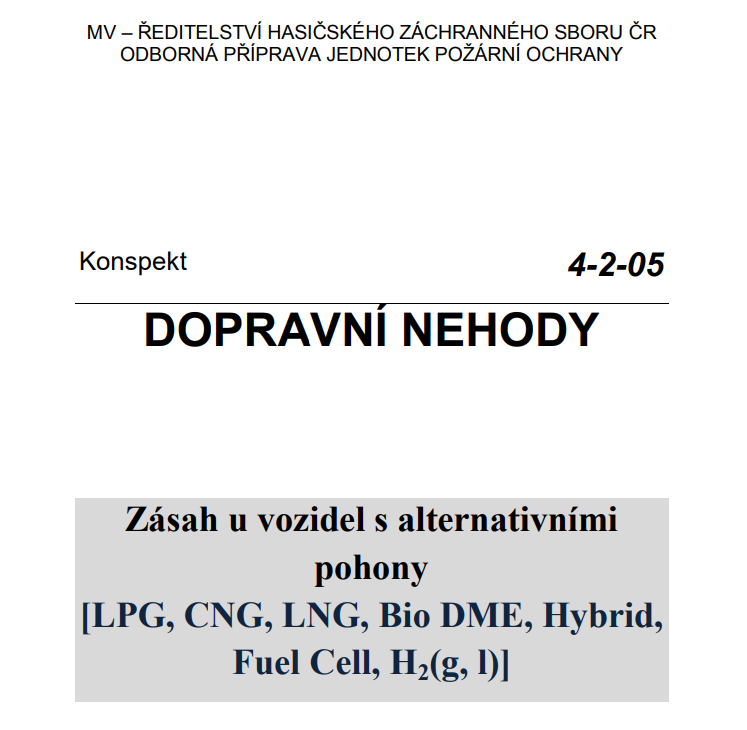 MV – ŘEDITELSTVÍ HASIČSKÉHO ZÁCHRANNÉHO SBORU ČR
ODBORNÁ PŘÍPRAVA JEDNOTEK POŽÁRNÍ OCHRANY
Konspekt 4-2-05
DOPRAVNÍ NEHODY
Zásah u vozidel s alternativními
pohony
[LPG, CNG, LNG, Bio DME, Hybrid,
Fuel Cell, H₂(g, l)]